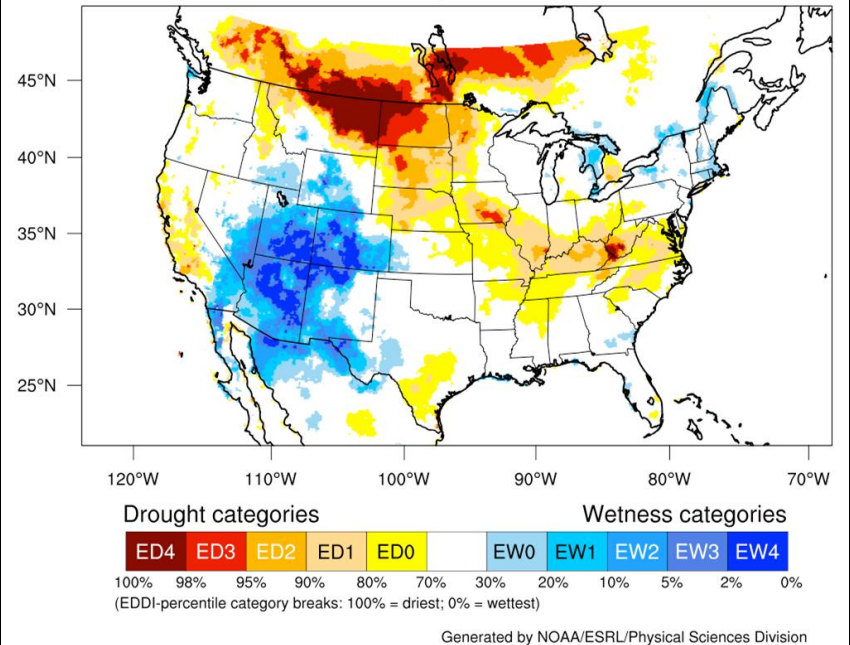 45°N
40°N
35°N
30°N
25°N
120°W 110°W 100°W 90°W 80°W 70°W
Drought categories Wetness categories
ED4 ED3 ED2 ED1 ED0 EW0 EW1 EW2 EW3 EW4
100% 98% 95% 90% 80% 70% 30% 20% 10% 5% 2% 0%
(EDDI-percentile category breaks: 100% = driest; 0% = wettest)
Generated by NOAA/ESRL/Physical Sciences Division